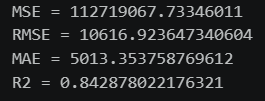 MSE = 112719067.73346011
RMSE = 10616.923647340604
MAE = 5013.353758769612
R2 = 0.842878022176321